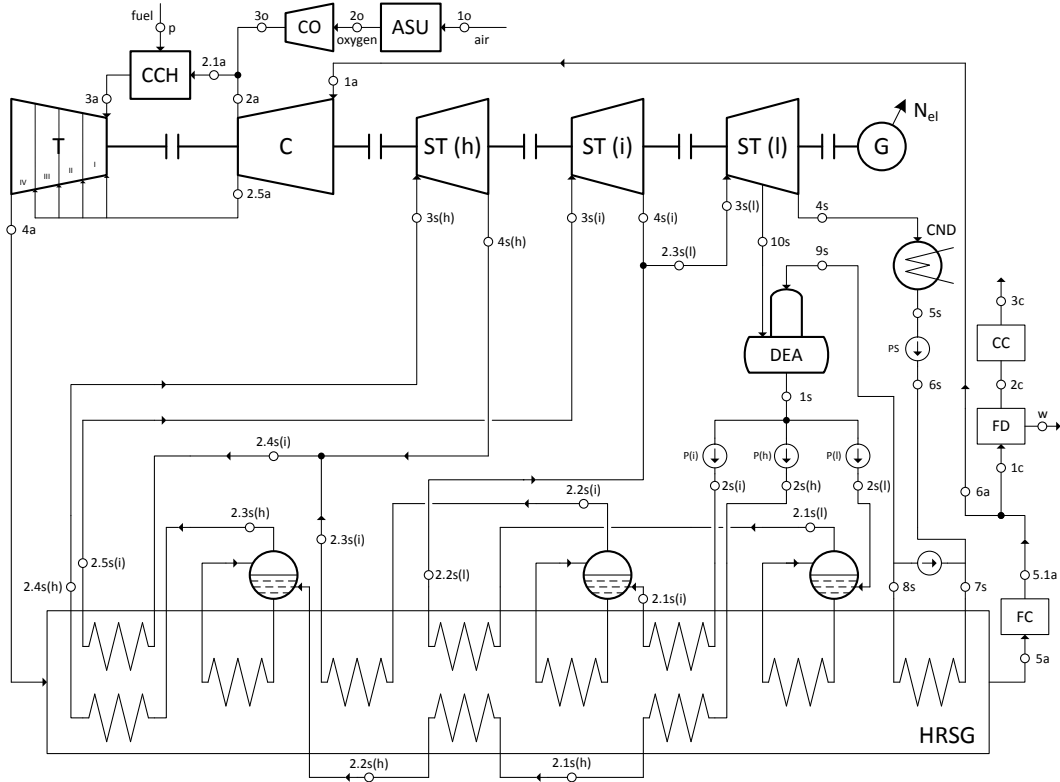 fuel
p
3o
CO
2o
oxygen
ASU
1o
air
CCH
2.1a
1a
3a
2a
T
IV
III
II
I
C
ST (h)
ST (i)
ST (l)
G
N el
2.5a
4a
3s(h)
4s(h)
3s(i)
4s(i)
2.3s(l)
3s(l)
10s
4s
9s
CND
5s
PS
6s
3c
CC
2c
FD
w
1c
DEA
1s
P(i)
P(h)
P(l)
2s(i)
2s(h)
2s(l)
6a
2.4s(i)
2.3s(h)
2.3s(i)
2.2s(i)
2.1s(l)
2.5s(i)
2.4s(h)
2.2s(l)
2.1s(i)
8s
7s
5.1a
FC
5a
HRSG
2.2s(h)
2.1s(h)